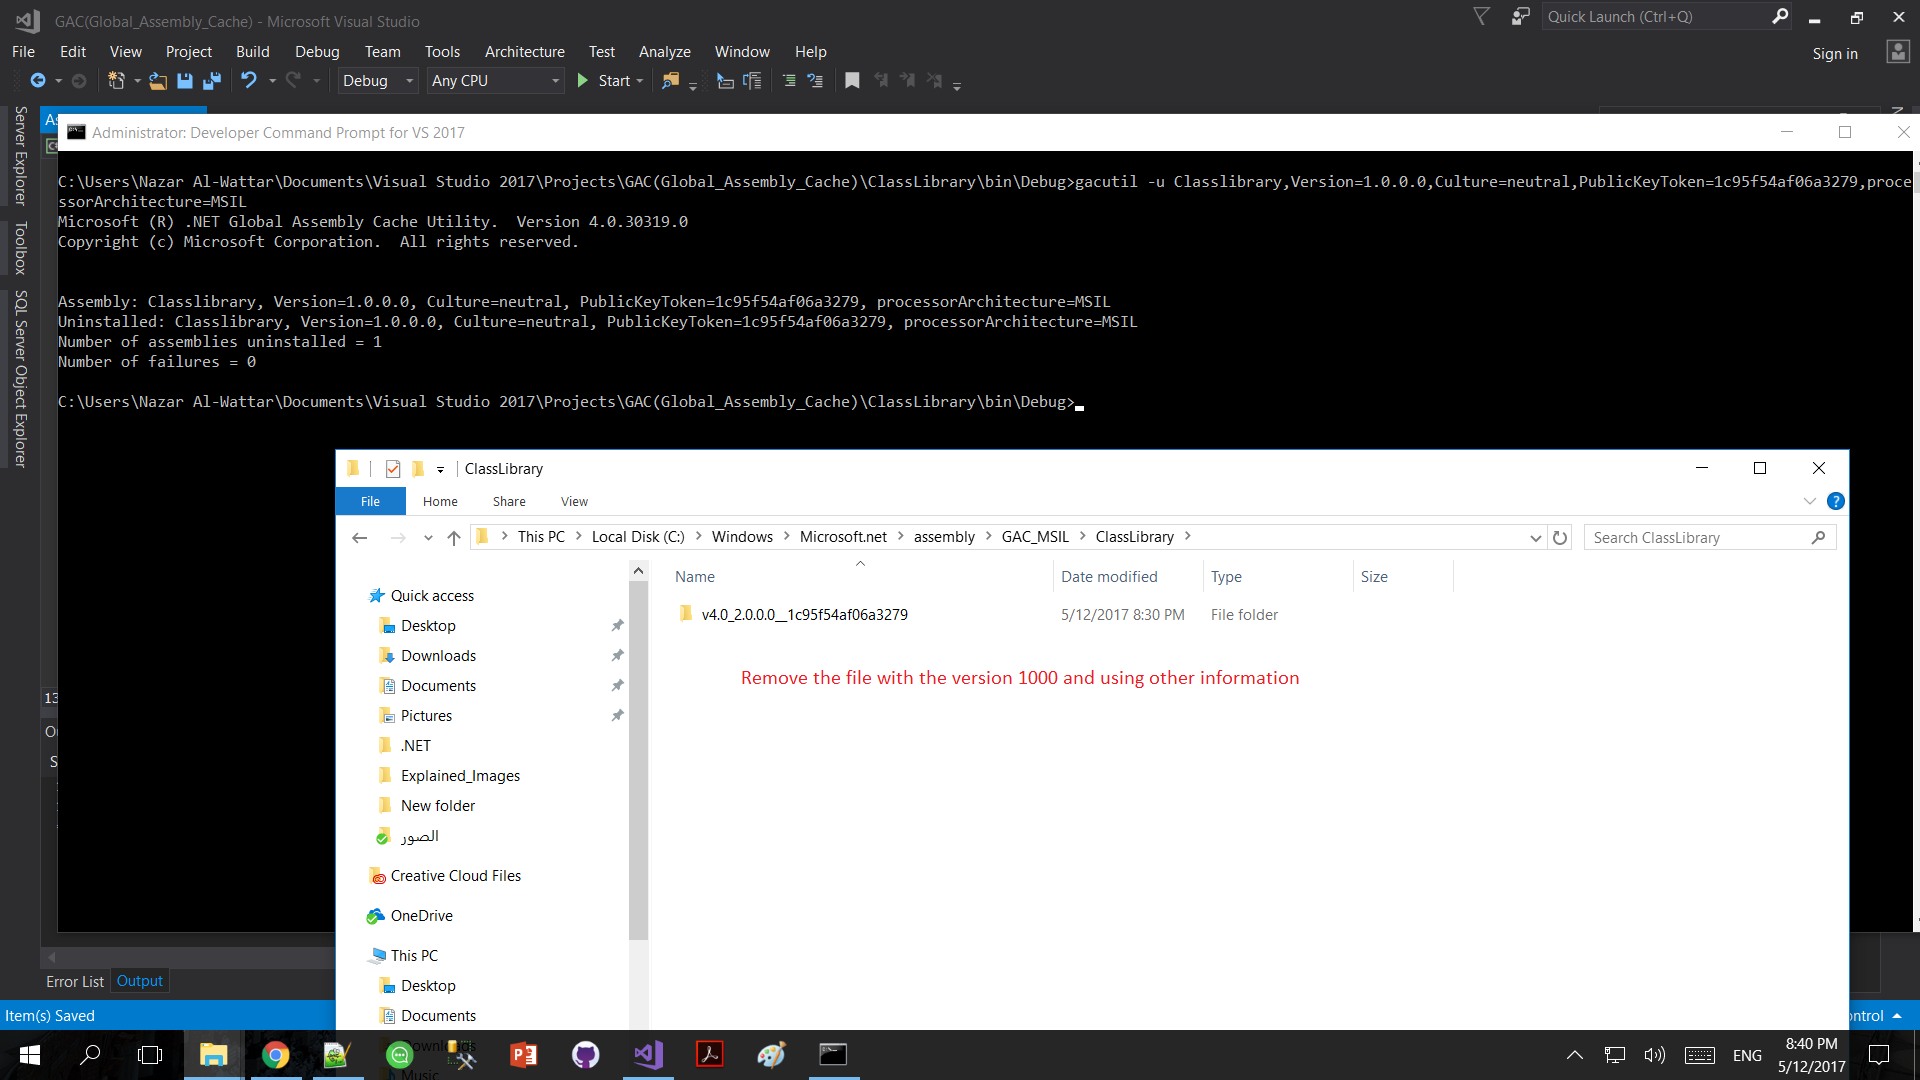 GAC(Global_Assembly_Cache) - Microsoft Visual Studio
Quick Launch (Ctrl+Q)
File Edit View Project Build Debug Team Tools Architecture Test Analyze Window Help
Sign in
Debug Any CPU Start
Server Explorer
Toolbox
SQL Server Object Explorer
Administrator: Developer Command Prompt for VS 2017
C:\Users\Nazar Al-Wattar\Documents\Visual Studio 2017\Projects\GAC(Global_Assembly_Cache)\ClassLibrary\bin\Debug>gacutil -u Classlibrary,Version=1.0.0.0,Culture=neutral,PublicKeyToken=1c95f54af06a3279,proce
ssorArchitecture=MSIL
Microsoft (R) .NET Global Assembly Cache Utility.  Version 4.0.30319.0
Copyright (c) Microsoft Corporation.  All rights reserved.
Assembly: Classlibrary, Version=1.0.0.0, Culture=neutral, PublicKeyToken=1c95f54af06a3279, processorArchitecture=MSIL
Uninstalled: Classlibrary, Version=1.0.0.0, Culture=neutral, PublicKeyToken=1c95f54af06a3279, processorArchitecture=MSIL
Number of assemblies uninstalled = 1
Number of failures = 0
C:\Users\Nazar Al-Wattar\Documents\Visual Studio 2017\Projects\GAC(Global_Assembly_Cache)\ClassLibrary\bin\Debug>
ClassLibrary
File Home Share View
This PC Local Disk (C:) Windows Microsoft.net assembly GAC_MSIL ClassLibrary
Search ClassLibrary
Name Date modified Type Size
v4.0_2.0.0.0__1c95f54af06a3279 5/12/2017 8:30 PM File folder
Remove the file with the version 1000 and using other information
Quick access
Desktop
Downloads
Documents
Pictures
.NET
Explained_Images
New folder
الصور
Creative Cloud Files
OneDrive
This PC
Desktop
Documents
Music
Error List Output
Item(s) Saved
ENG
8:40 PM
5/12/2017